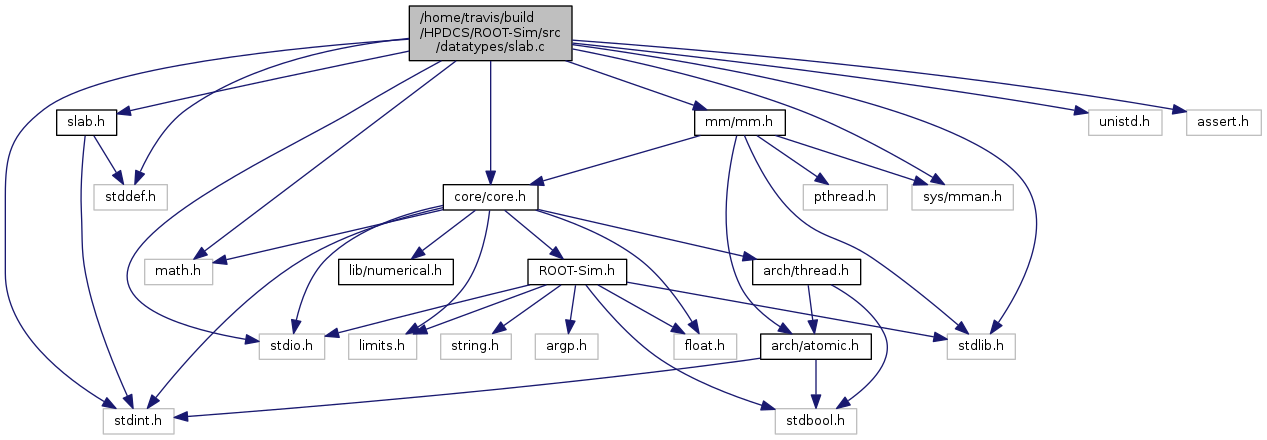 /home/travis/build
/HPDCS/ROOT-Sim/src
/datatypes/slab.c
slab.h
mm/mm.h
unistd.h
assert.h
stddef.h
core/core.h
pthread.h
sys/mman.h
math.h
lib/numerical.h
ROOT-Sim.h
arch/thread.h
stdio.h
limits.h
string.h
argp.h
float.h
arch/atomic.h
stdlib.h
stdint.h
stdbool.h